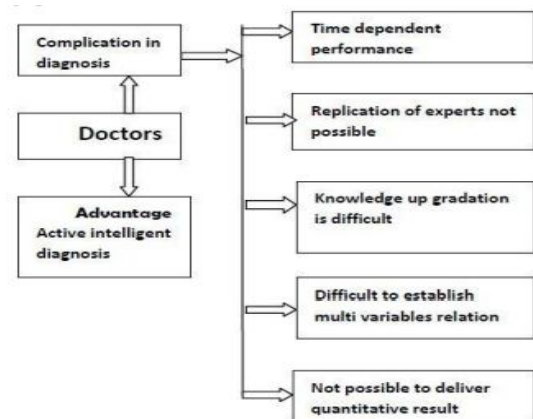 Complication in
diagnosis
Doctors
Advantage
Active intelligent
diagnosis
Time dependent
performance
Replication of experts not
possible
Knowledge up gradation
is difficult
Difficult to establish
multi variables relation
Not possible to deliver
quantitative result